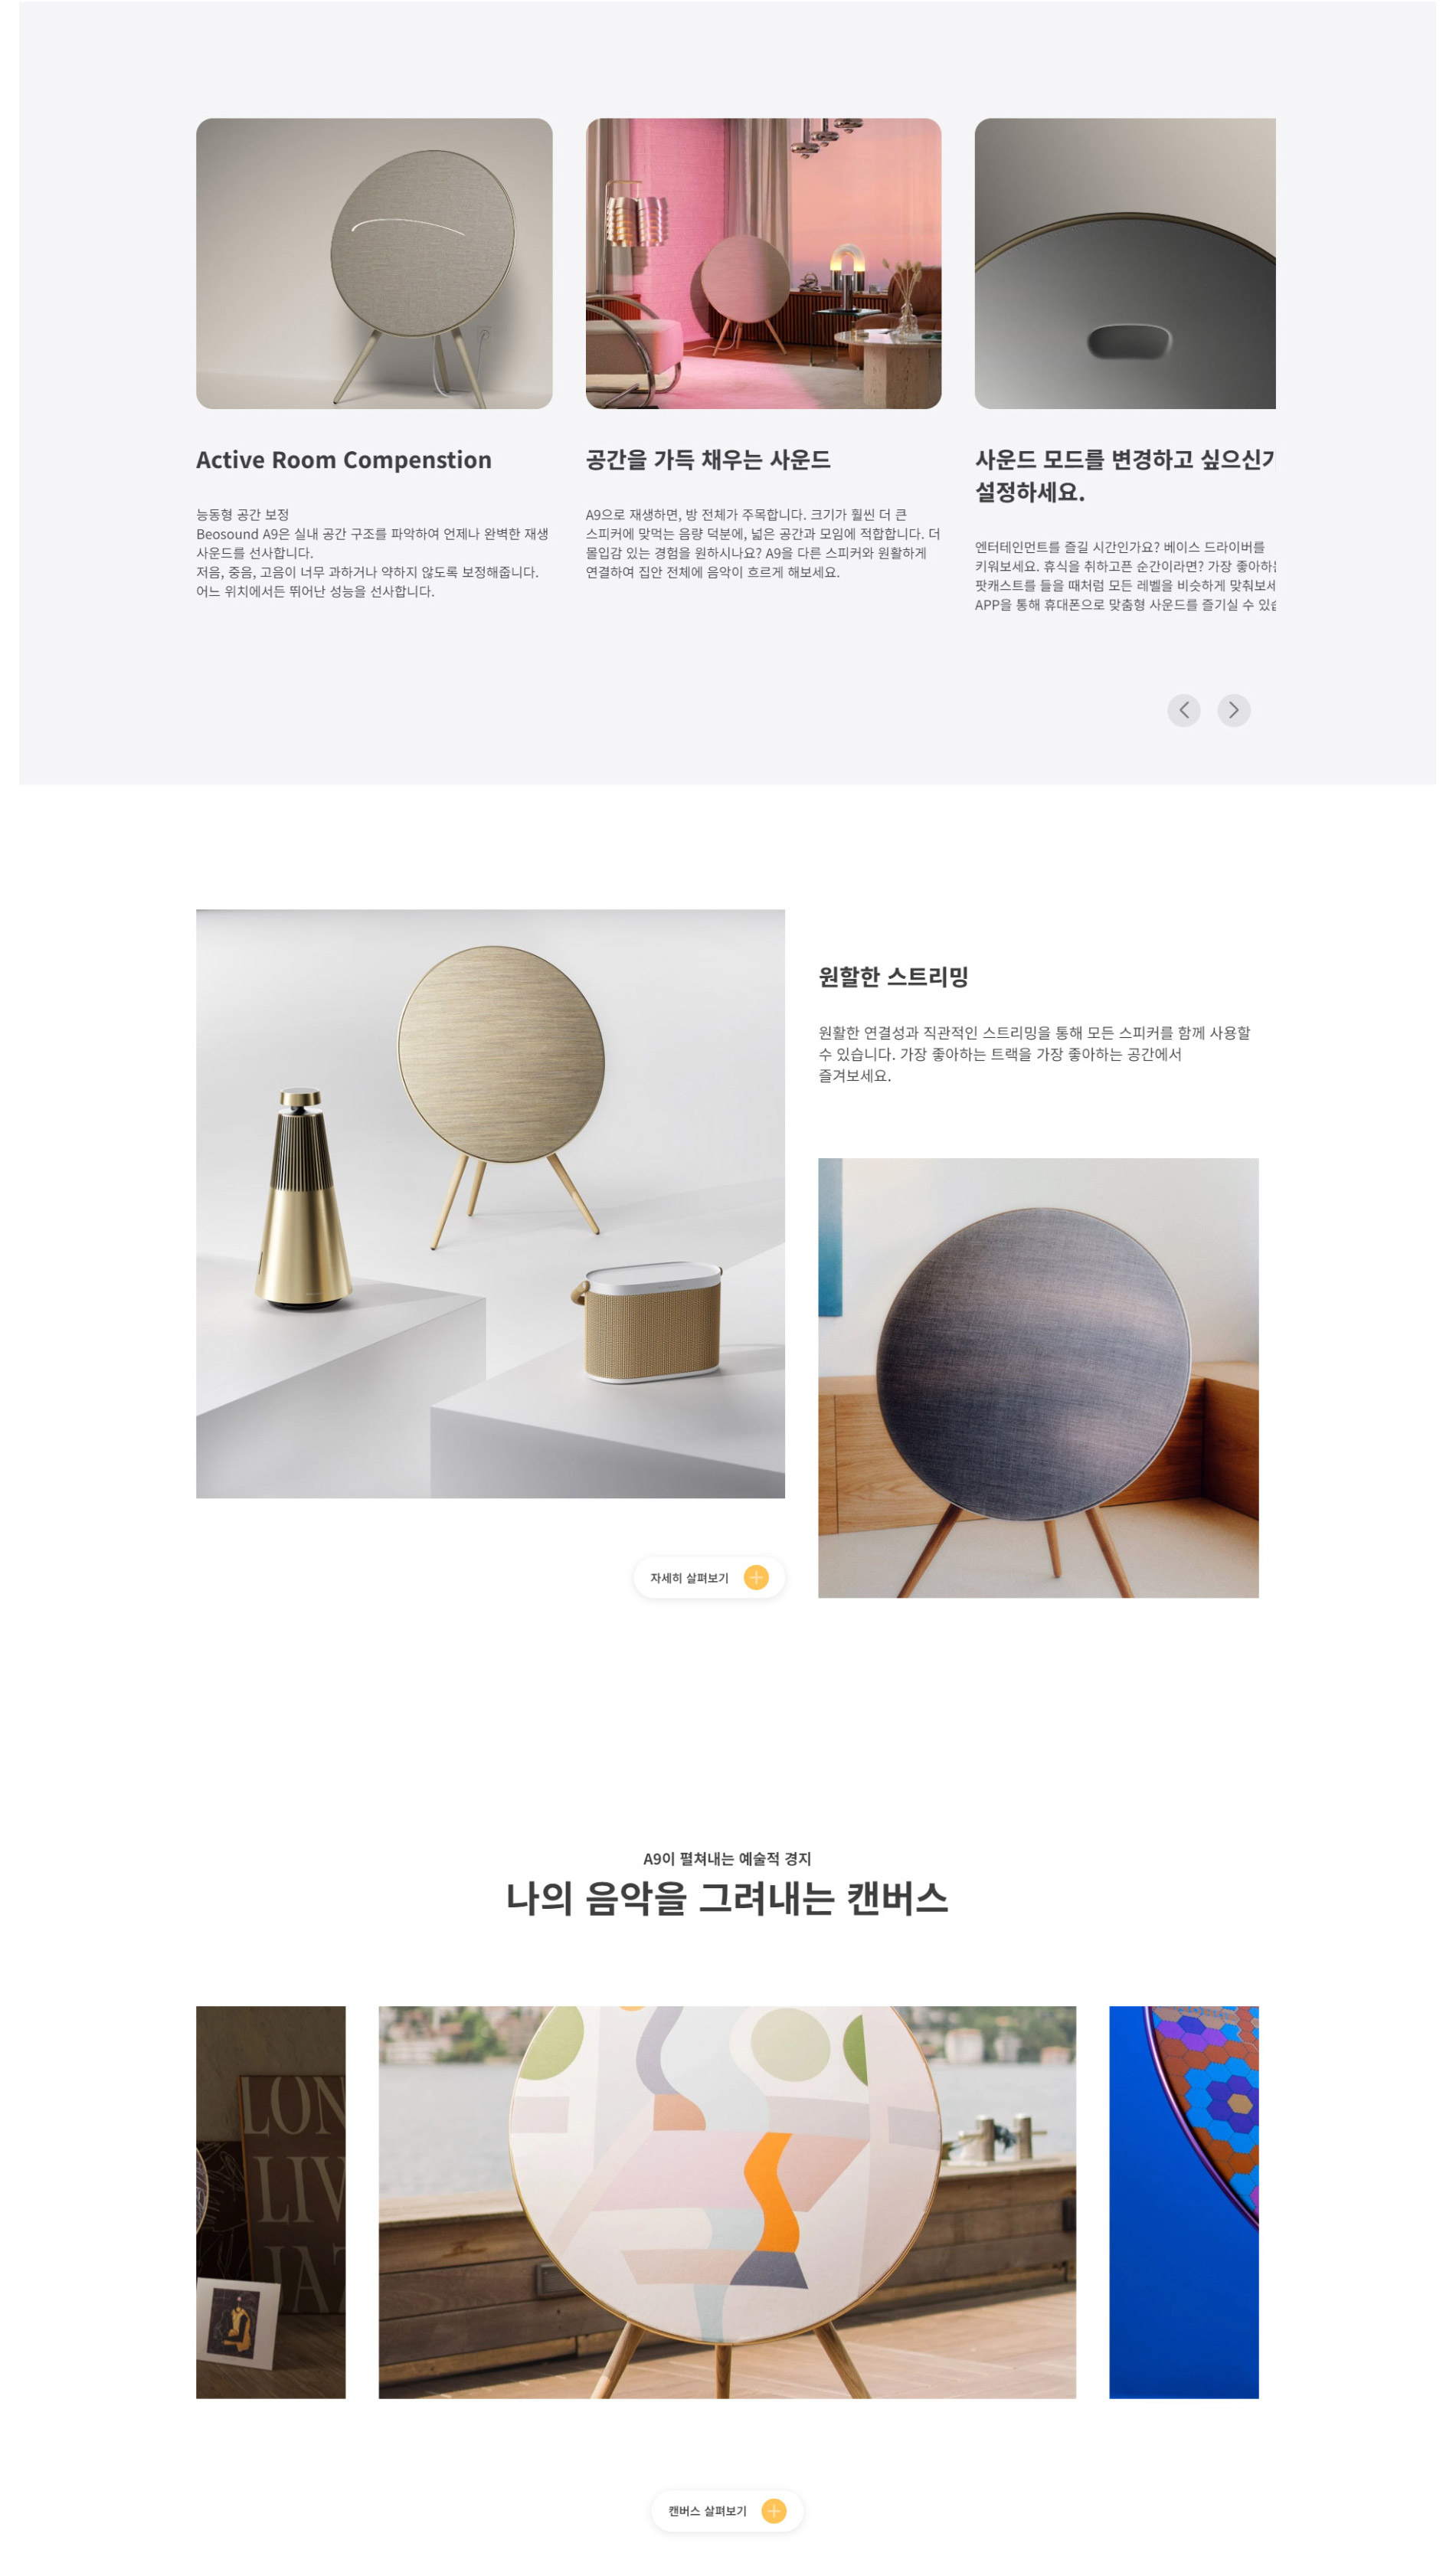 Active Room Compenstion
능동형 공간 보정
Beosound A9은 실내 공간 구조를 파악하여 언제나 완벽한 재생
사운드를 선사합니다.
저음, 중음, 고음이 너무 과하거나 약하지 않도록 보정해줍니다.
어느 위치에서든 뛰어난 성능을 선사합니다.
공간을 가득 채우는 사운드
A9으로 재생하면, 방 전체가 주목합니다. 크기가 훨씬 더 큰
스피커에 맞먹는 음량 덕분에, 넓은 공간과 모임에 적합합니다. 더
몰입감 있는 경험을 원하시나요? A9을 다른 스피커와 원활하게
연결하여 집안 전체에 음악이 흐르게 해보세요.
사운드 모드를 변경하고 싶으신가
설정하세요.
엔터테인먼트를 즐길 시간인가요? 베이스 드라이버를
키워보세요. 휴식을 취하고픈 순간이라면? 가장 좋아하는
팟캐스트를 들을 때처럼 모든 레벨을 비슷하게 맞춰보세
APP을 통해 휴대폰으로 맞춤형 사운드를 즐기실 수 있습
원할한 스트리밍
원활한 연결성과 직관적인 스트리밍을 통해 모든 스피커를 함께 사용할
수 있습니다. 가장 좋아하는 트랙을 가장 좋아하는 공간에서
즐겨보세요.
자세히 살펴보기
A9이 펼쳐내는 예술적 경지
나의 음악을 그려내는 캔버스
LON
LIV
JAZ
캔버스 살펴보기